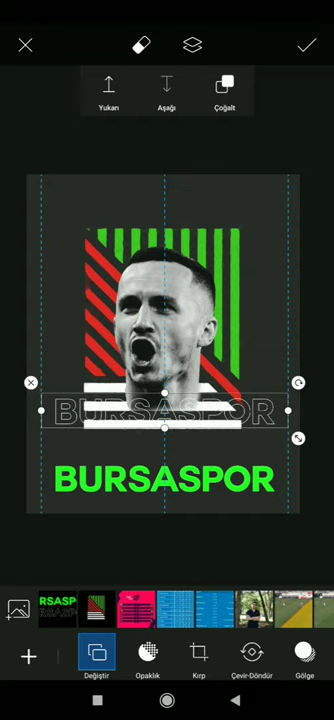 Yukarı Aşağı Çoğalt
BURSASPOR
BURSASPOR
RSASP
Değiştir Opaklık Kırp Çevir-Döndür Gölge